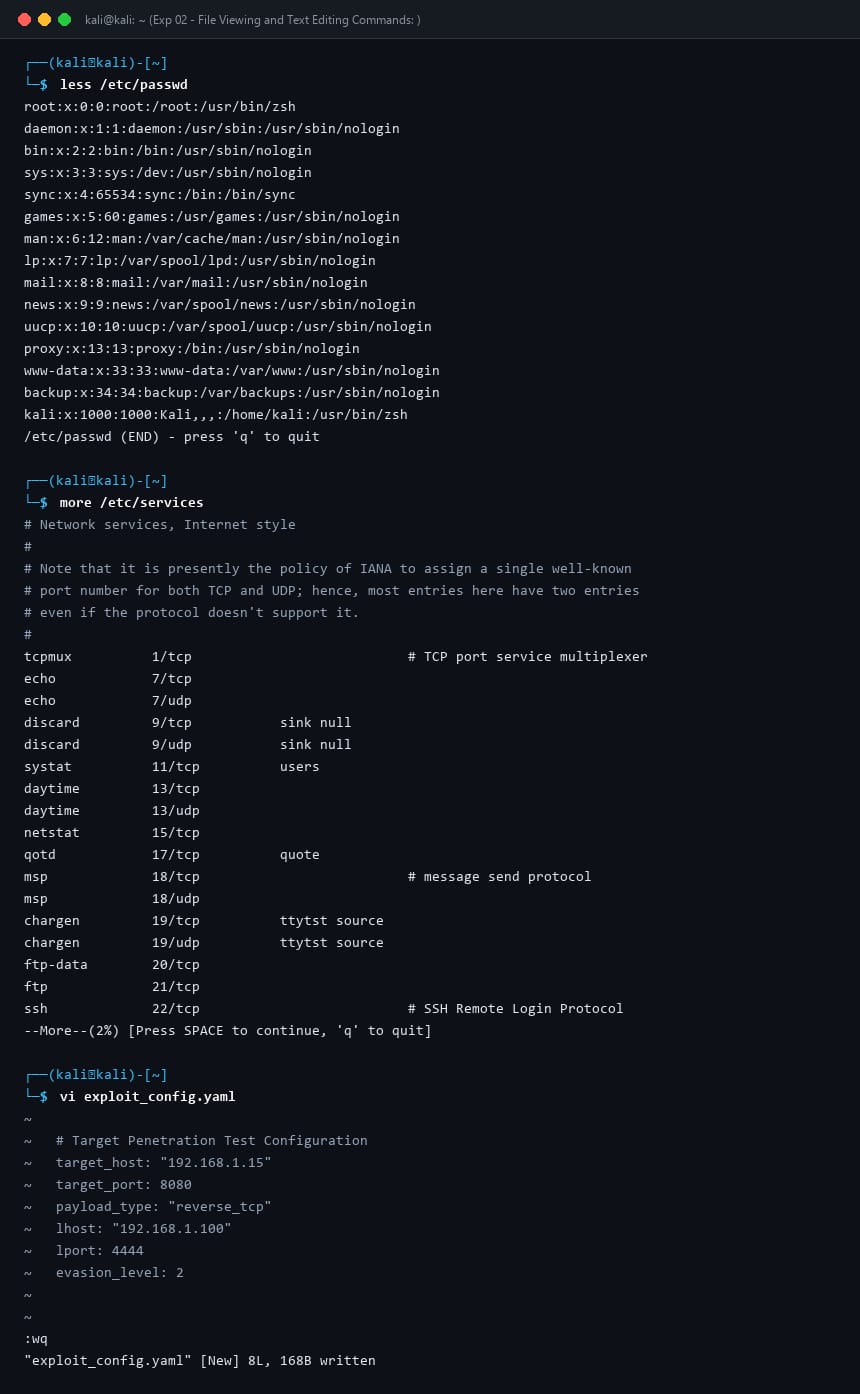 kali@kali: ~ (Exp 02 - File Viewing and Text Editing Commands: )
┌──(kali㉿kali)-[~]
└─$ less /etc/passwd
root:x:0:0:root:/root:/usr/bin/zsh
daemon:x:1:1:daemon:/usr/sbin:/usr/sbin/nologin
bin:x:2:2:bin:/bin:/usr/sbin/nologin
sys:x:3:3:sys:/dev:/usr/sbin/nologin
sync:x:4:65534:sync:/bin:/bin/sync
games:x:5:60:games:/usr/games:/usr/sbin/nologin
man:x:6:12:man:/var/cache/man:/usr/sbin/nologin
lp:x:7:7:lp:/var/spool/lpd:/usr/sbin/nologin
mail:x:8:8:mail:/var/mail:/usr/sbin/nologin
news:x:9:9:news:/var/spool/news:/usr/sbin/nologin
uucp:x:10:10:uucp:/var/spool/uucp:/usr/sbin/nologin
proxy:x:13:13:proxy:/bin:/usr/sbin/nologin
www-data:x:33:33:www-data:/var/www:/usr/sbin/nologin
backup:x:34:34:backup:/var/backups:/usr/sbin/nologin
kali:x:1000:1000:Kali,,,:/home/kali:/usr/bin/zsh
/etc/passwd (END) - press 'q' to quit
┌──(kali㉿kali)-[~]
└─$ more /etc/services
# Network services, Internet style
#
# Note that it is presently the policy of IANA to assign a single well-known
# port number for both TCP and UDP; hence, most entries here have two entries
# even if the protocol doesn't support it.
#
tcpmux          1/tcp                           # TCP port service multiplexer
echo            7/tcp
echo            7/udp
discard         9/tcp           sink null
discard         9/udp           sink null
systat          11/tcp          users
daytime         13/tcp
daytime         13/udp
netstat         15/tcp
qotd            17/tcp          quote
msp             18/tcp                          # message send protocol
msp             18/udp
chargen         19/tcp          ttytst source
chargen         19/udp          ttytst source
ftp-data        20/tcp
ftp             21/tcp
ssh             22/tcp                          # SSH Remote Login Protocol
--More--(2%) [Press SPACE to continue, 'q' to quit]
┌──(kali㉿kali)-[~]
└─$ vi exploit_config.yaml
~
~   # Target Penetration Test Configuration
~   target_host: "192.168.1.15"
~   target_port: 8080
~   payload_type: "reverse_tcp"
~   lhost: "192.168.1.100"
~   lport: 4444
~   evasion_level: 2
~
~
:wq
"exploit_config.yaml" [New] 8L, 168B written